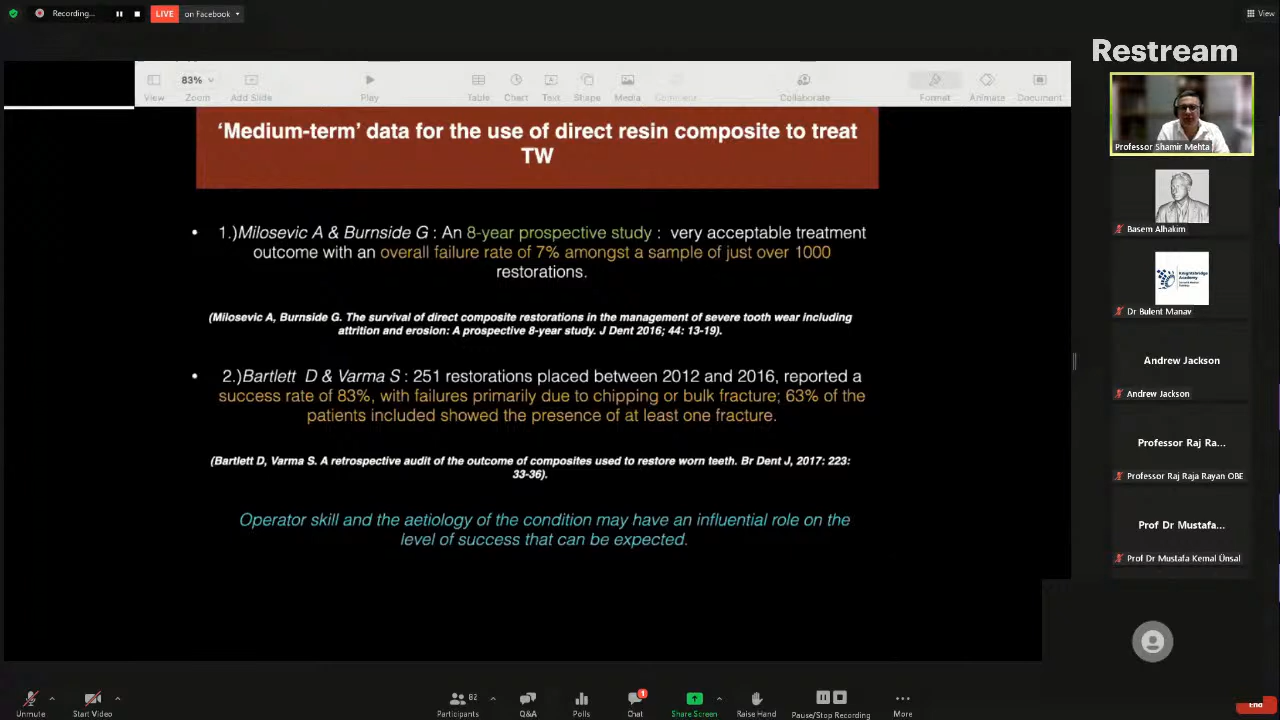 Recording...
LIVE
on Facebook
View
Restream
83%
View
Zoom
Add Slide
Play
Table
Chart
Text
Shape
Media
Comment
Collaborate
Format
Animate
Document
‘Medium-term’ data for the use of direct resin composite to treat
TW
• 1.)Milosevic A & Burnside G : An 8-year prospective study : very acceptable treatment
outcome with an overall failure rate of 7% amongst a sample of just over 1000
restorations.
(Milosevic A, Burnside G. The survival of direct composite restorations in the management of severe tooth wear including
attrition and erosion: A prospective 8-year study. J Dent 2016; 44: 13-19).
• 2.)Bartlett D & Varma S : 251 restorations placed between 2012 and 2016, reported a
success rate of 83%, with failures primarily due to chipping or bulk fracture; 63% of the
patients included showed the presence of at least one fracture.
(Bartlett D, Varma S. A retrospective audit of the outcome of composites used to restore worn teeth. Br Dent J, 2017: 223:
33-36).
Operator skill and the aetiology of the condition may have an influential role on the
level of success that can be expected.
Professor Shamir Mehta
Basem Alhakim
Knightsbridge
Academy
Dr Bulent Manav
Andrew Jackson
Andrew Jackson
Professor Raj Ra...
Professor Raj Raja Rayan OBE
Prof Dr Mustafa...
Prof Dr Mustafa Kemal Ünsal
Unmute
Start Video
82
Participants
Q&A
Polls
1
Chat
Share Screen
Raise Hand
Pause/Stop Recording
More
End